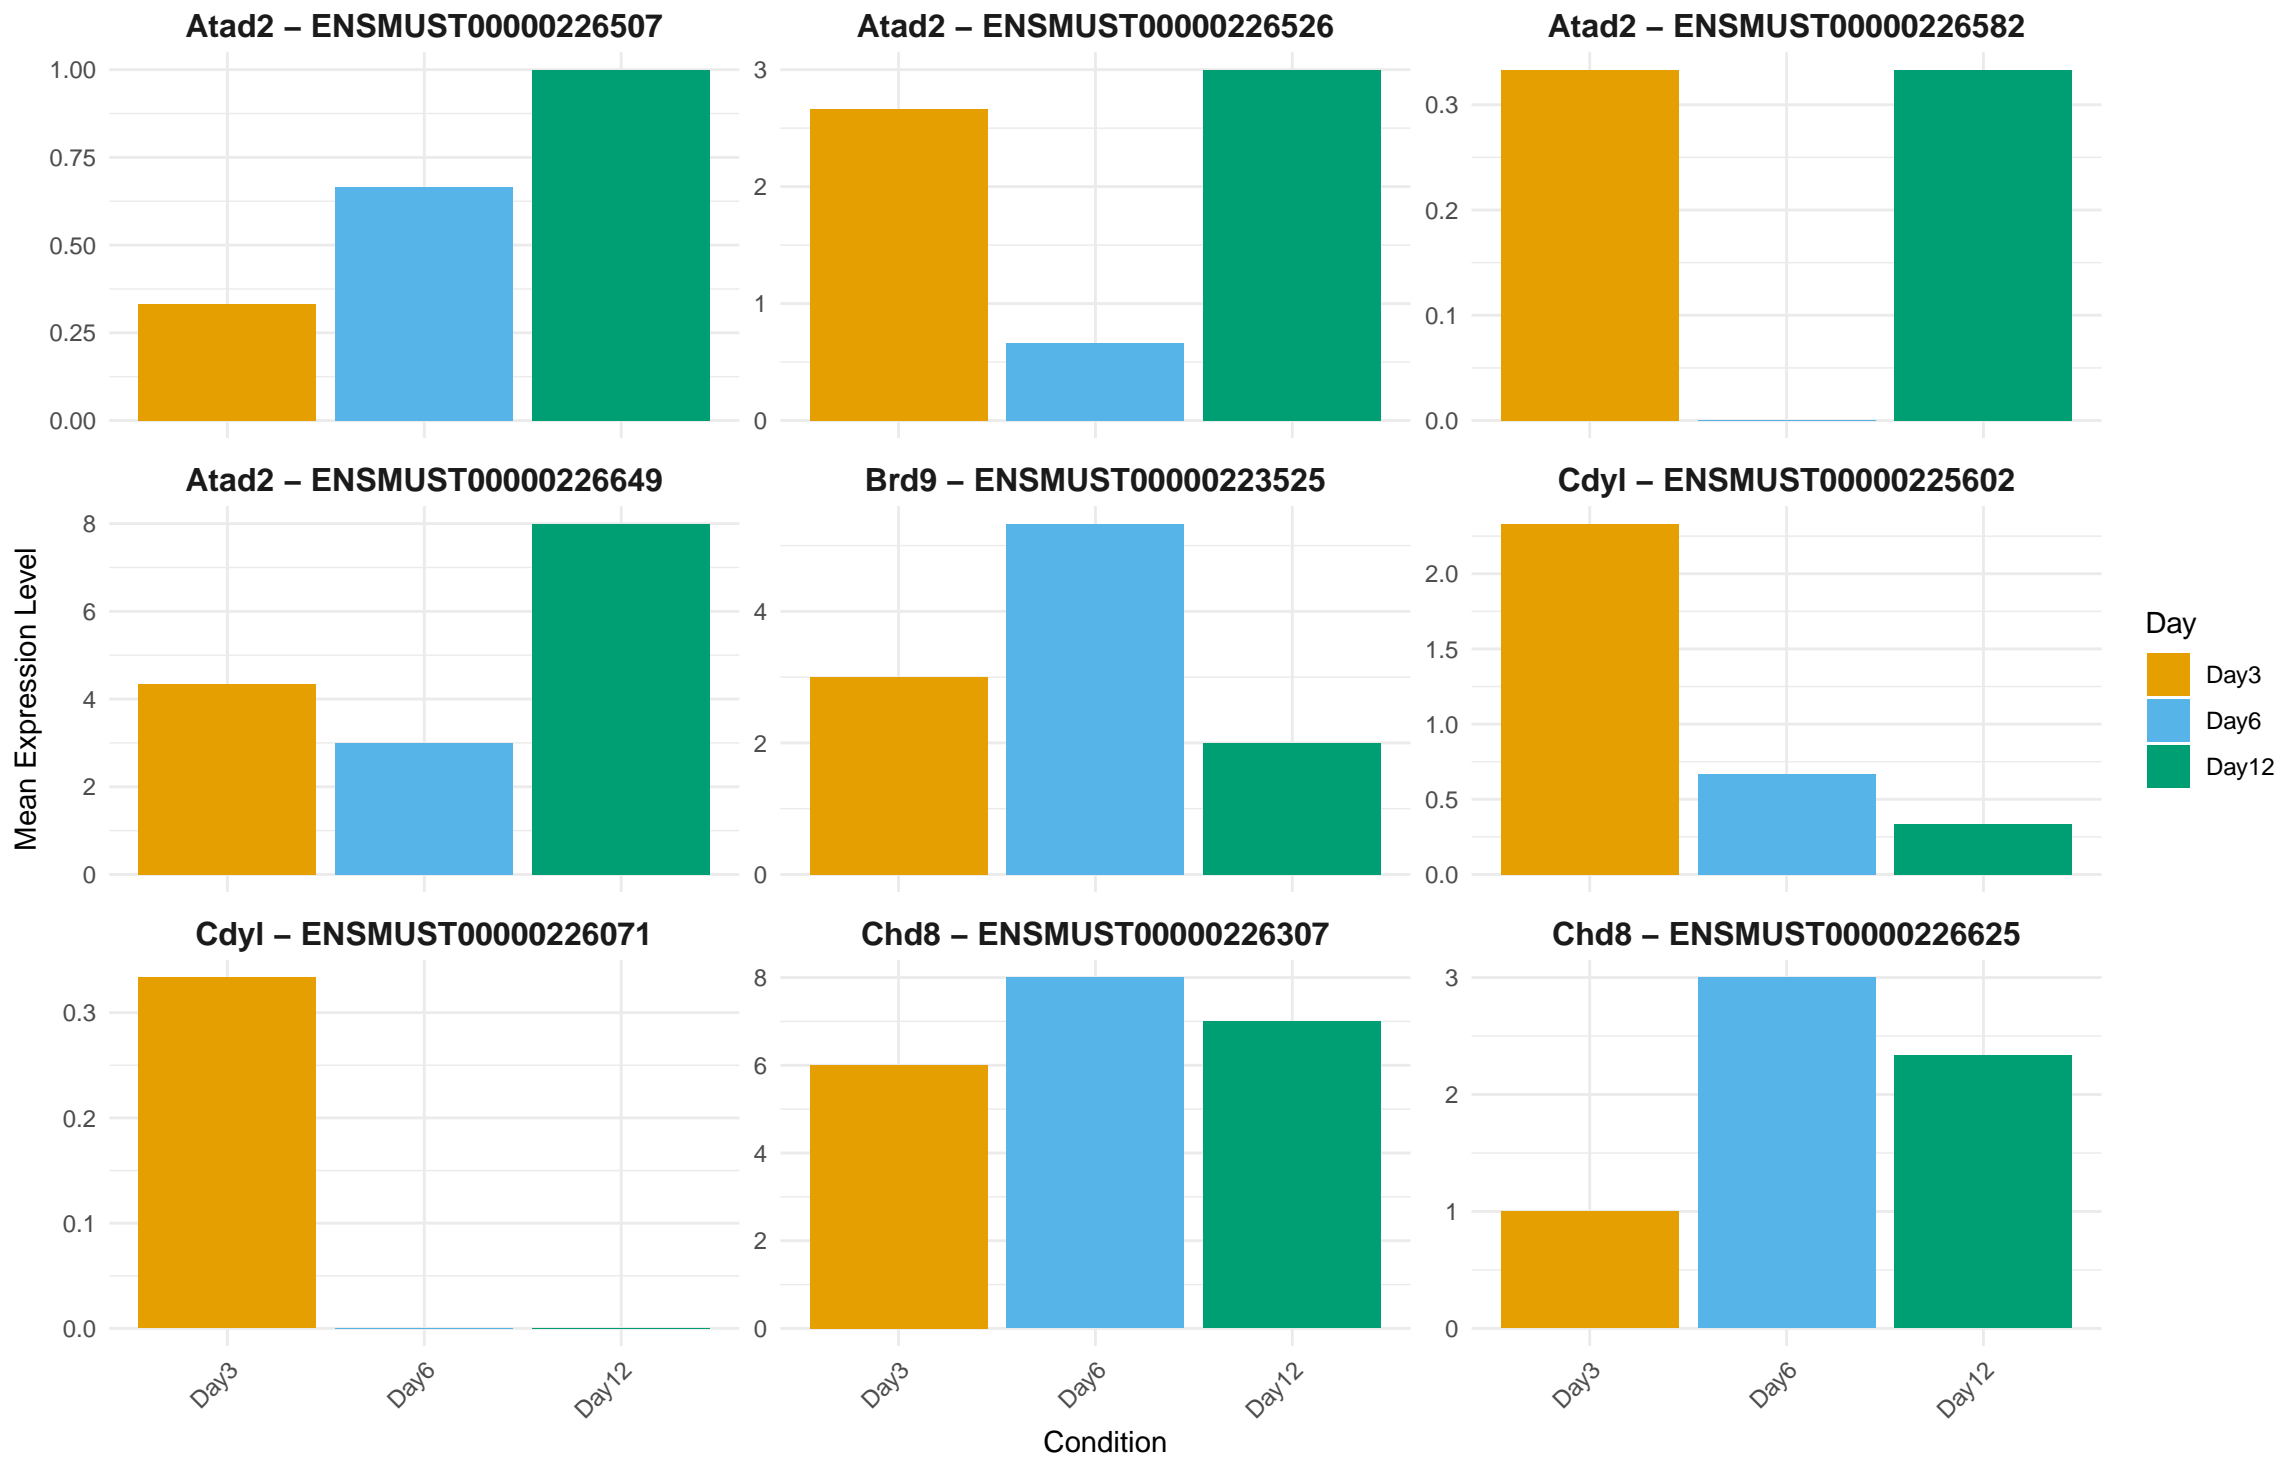 Atad2 – ENSMUST00000226507
Atad2 – ENSMUST00000226526
Atad2 – ENSMUST00000226582
1.00
0.75
0.50
0.25
0.00
3
2
1
0
0.3
0.2
0.1
0.0
Atad2 – ENSMUST00000226649
Brd9 – ENSMUST00000223525
Cdyl – ENSMUST00000225602
8
6
4
2
0
4
2
0
2.0
1.5
1.0
0.5
0.0
Cdyl – ENSMUST00000226071
Chd8 – ENSMUST00000226307
Chd8 – ENSMUST00000226625
0.3
0.2
0.1
0.0
8
6
4
2
0
3
2
1
0
Day3
Day6
Day12
Day3
Day6
Day12
Day3
Day6
Day12
Condition
Mean Expression Level
Day
Day3
Day6
Day12